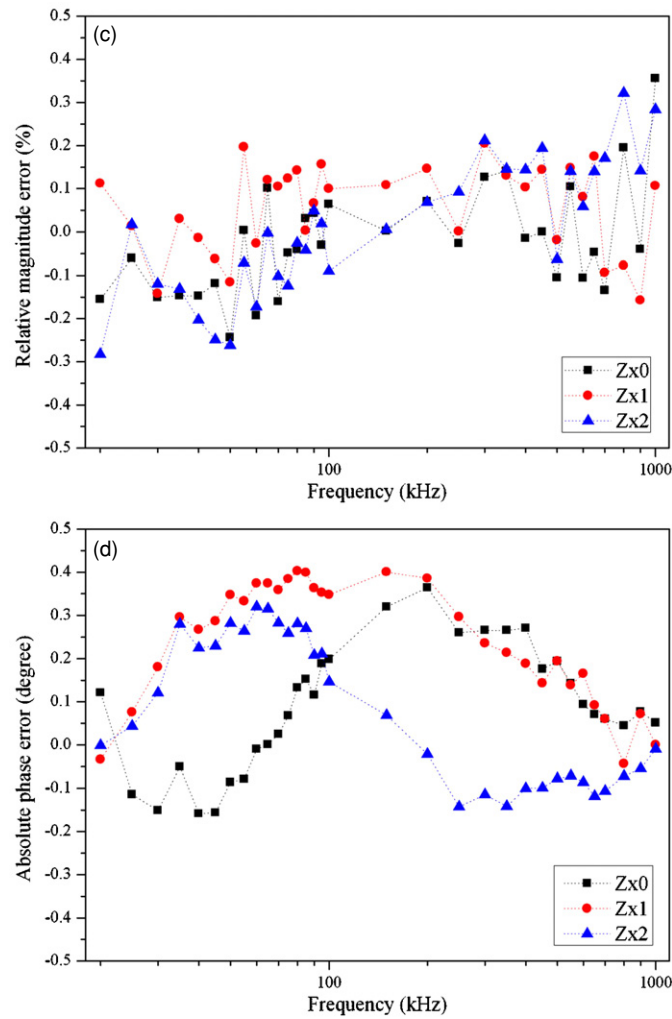 (c)
Relative magnitude error (%)
0.5
0.4
0.3
0.2
0.1
0.0
-0.1
-0.2
-0.3
-0.4
-0.5
Zx0
Zx1
Zx2
100
1000
Frequency (kHz)
(d)
Absolute phase error (degree)
0.5
0.4
0.3
0.2
0.1
0.0
-0.1
-0.2
-0.3
-0.4
-0.5
Zx0
Zx1
Zx2
100
1000
Frequency (kHz)